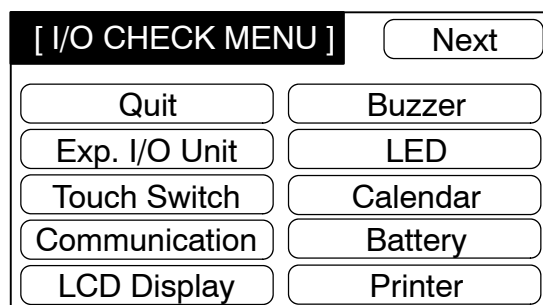 [ I/O CHECK MENU ] Next
Quit Buzzer
Exp. I/O Unit LED
Touch Switch Calendar
Communication Battery
LCD Display Printer